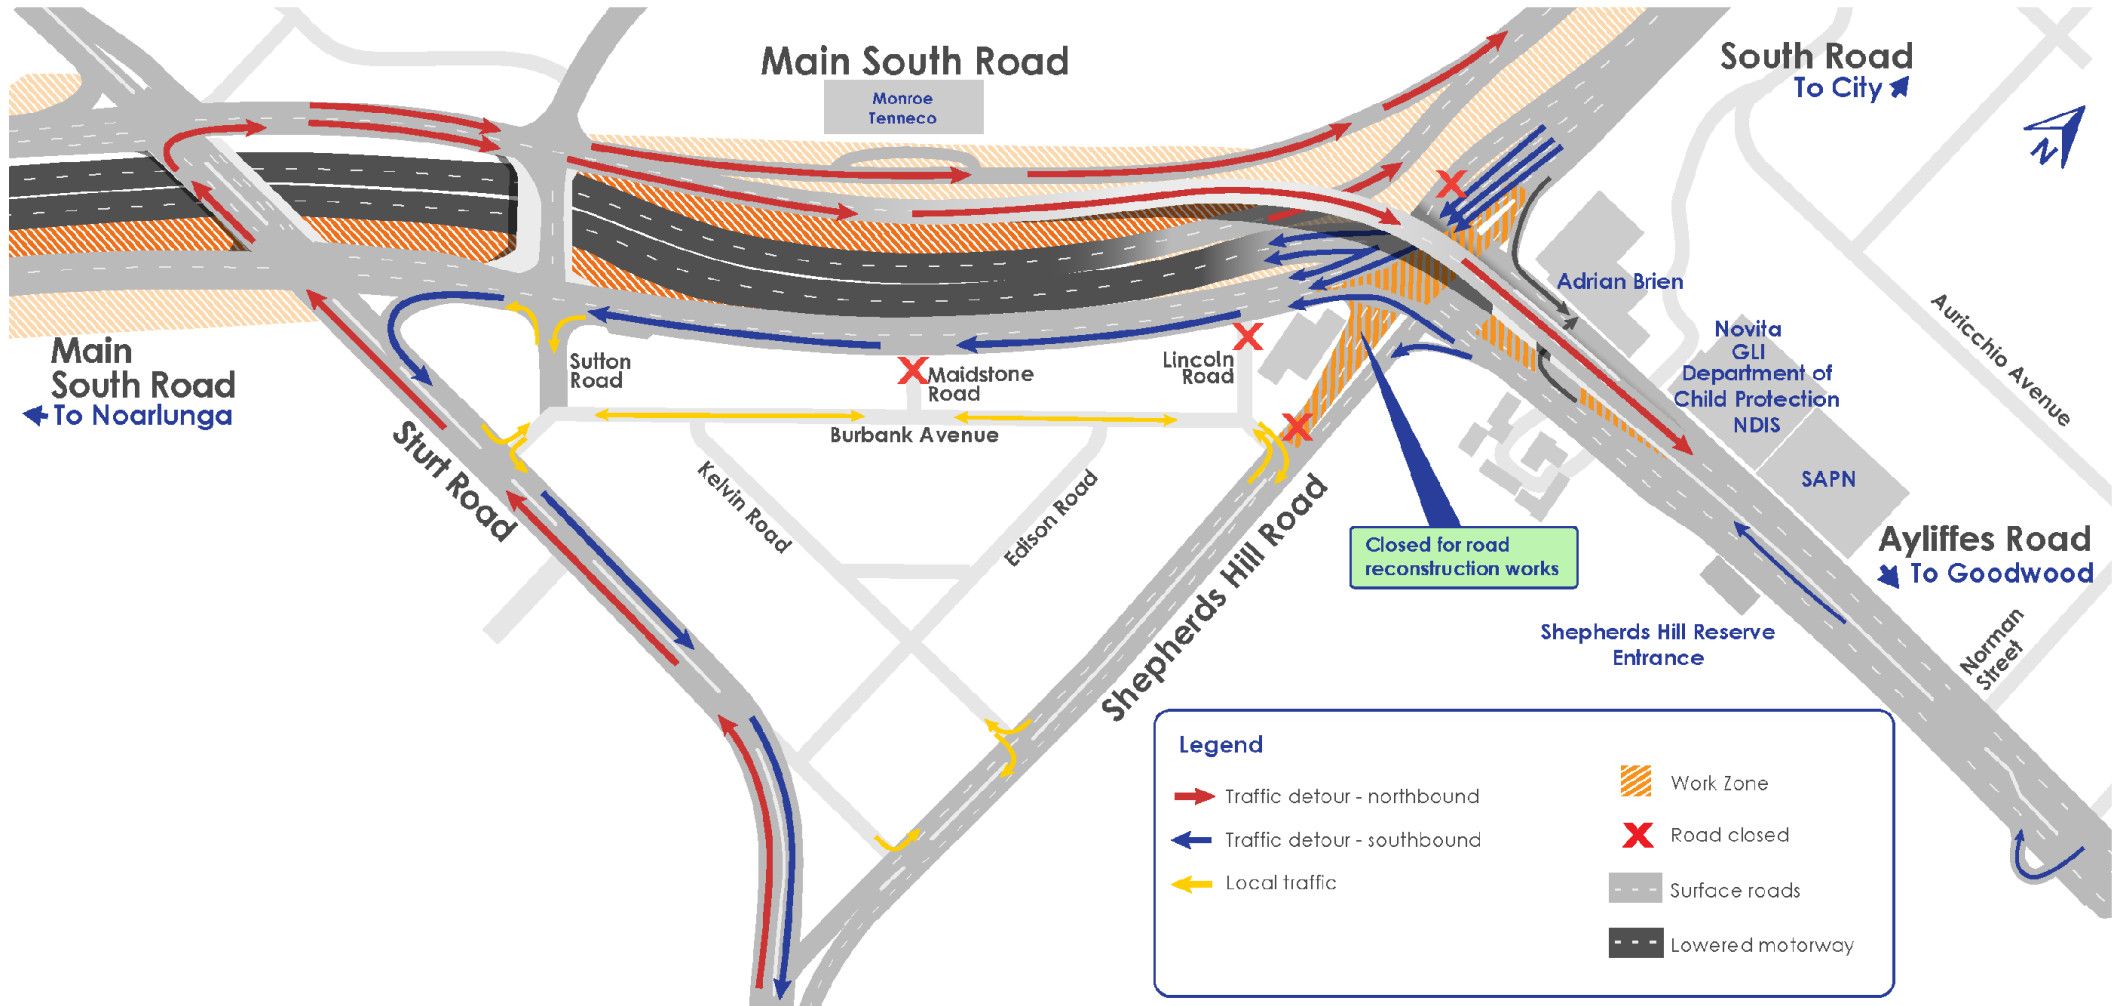 Main South Road
Monroe
Tenneco
South Road
To City
N
Adrian Brien
Auricchio Avenue
Novita
GLI
Department of
Child Protection
NDIS
SAPN
Main
South Road
To Noarlunga
Sutton
Road
Maidstone
Road
Lincoln
Road
Burbank Avenue
Sturt Road
Kelvin Road
Edison Road
Shepherds Hill Road
Closed for road
reconstruction works
Ayliffes Road
To Goodwood
Shepherds Hill Reserve
Entrance
Norman
Street
Legend
Traffic detour - northbound
Traffic detour - southbound
Local traffic
Work Zone
Road closed
Surface roads
Lowered motorway